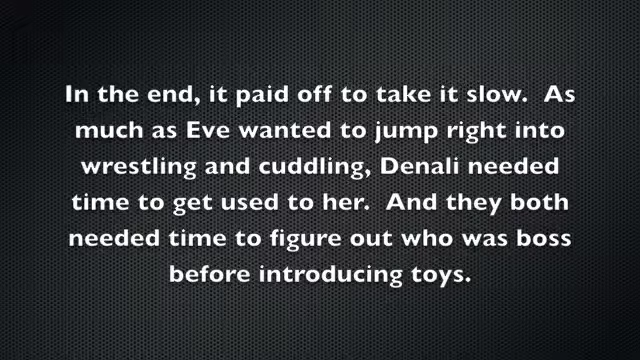 In the end, it paid off to take it slow.  As
much as Eve wanted to jump right into
wrestling and cuddling, Denali needed
time to get used to her.  And they both
needed time to figure out who was boss
before introducing toys.